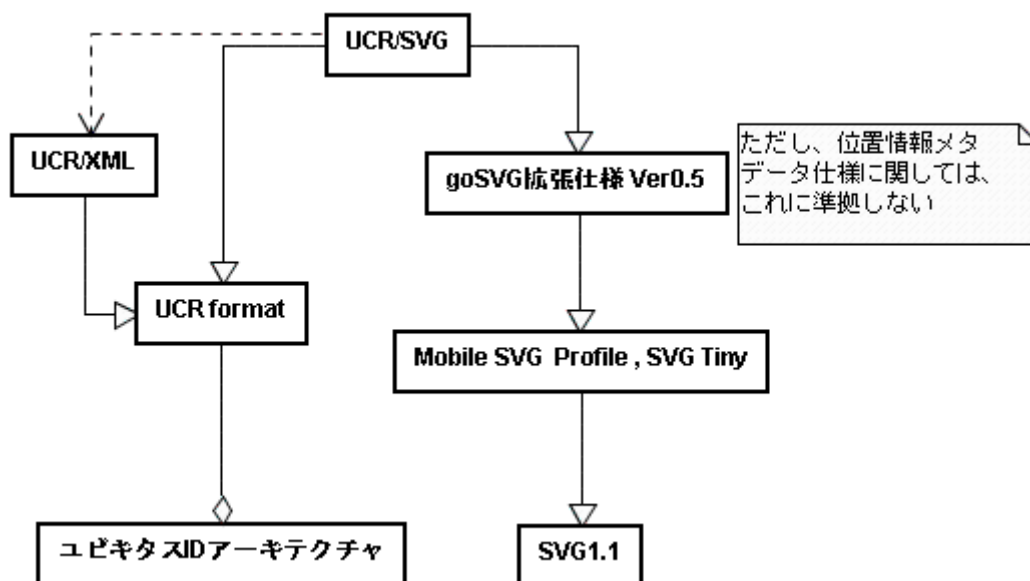 UCR/SVG
UCR/XML
goSVG拡張仕様 Ver0.5
ただし、位置情報メタ
データ仕様に関しては、
これに準拠しない
UCR format
Mobile SVG Profile , SVG Tiny
ユビキタスIDアーキテクチャ
SVG1.1